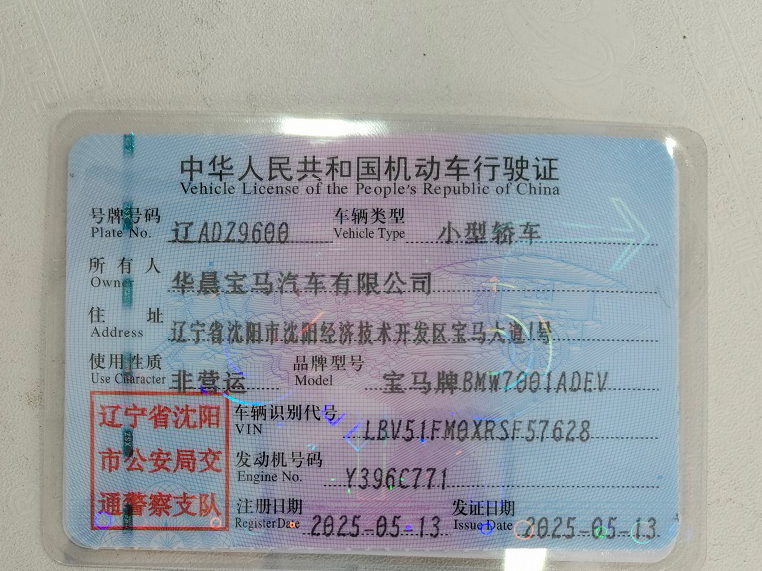 中华人民共和国机动车行驶证
Vehicle License of the People's Republic of China
号牌号码 辽ADZ9600 车辆类型 小型轿车
Plate No. Vehicle Type
所有人 华晨宝马汽车有限公司
Owner
住址 辽宁省沈阳市沈阳经济技术开发区宝马大道1号
Address
使用性质 非营运 品牌型号 宝马牌BMW7001ADEV
Use Character Model
辽宁省沈阳
市公安局交
通警察支队
车辆识别代号 LBV51FM0XRSF57628
VIN
发动机号码 Y396C771
Engine No.
注册日期 2025-05-13 发证日期 2025-05-13
Register Date Issue Date